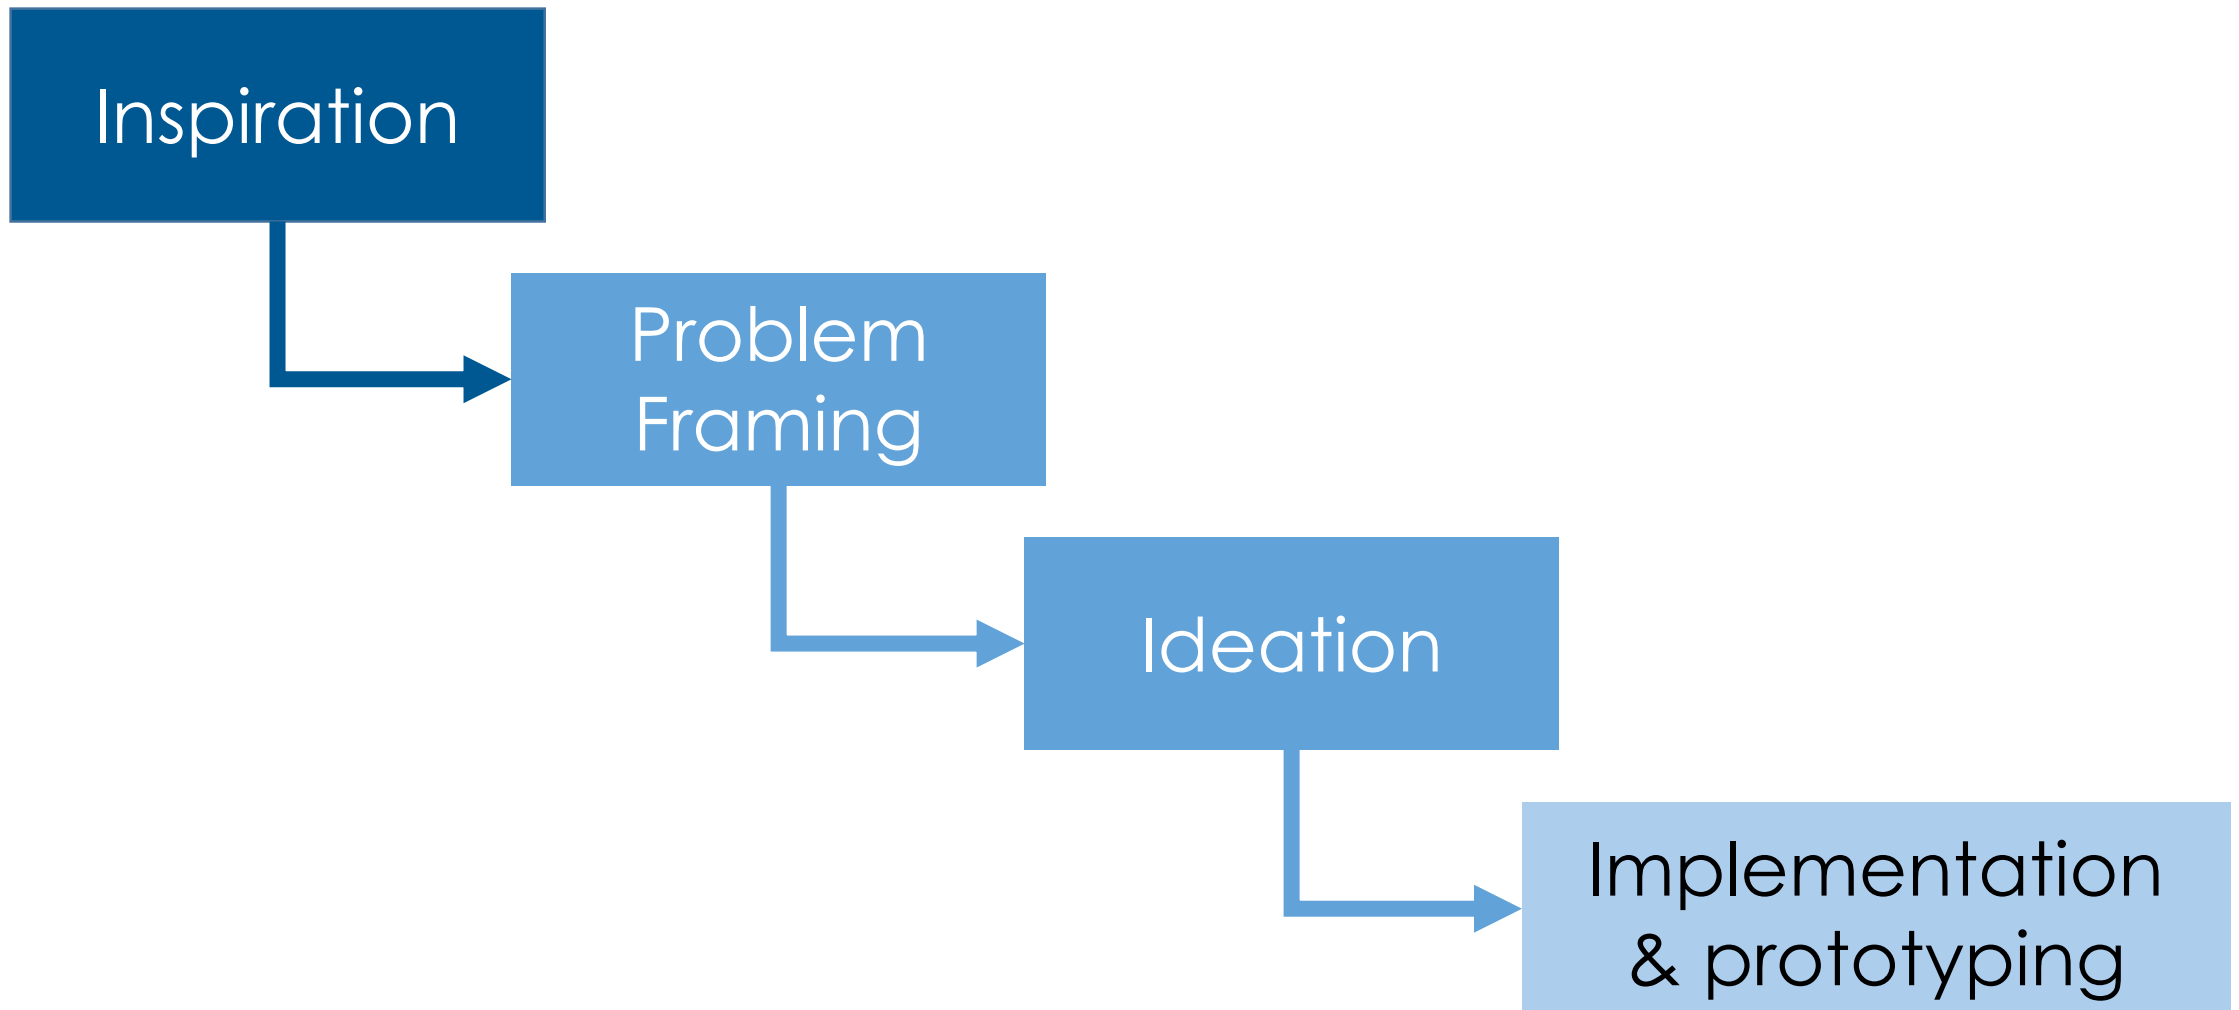 Inspiration
Problem
Framing
Ideation
Implementation
& prototyping